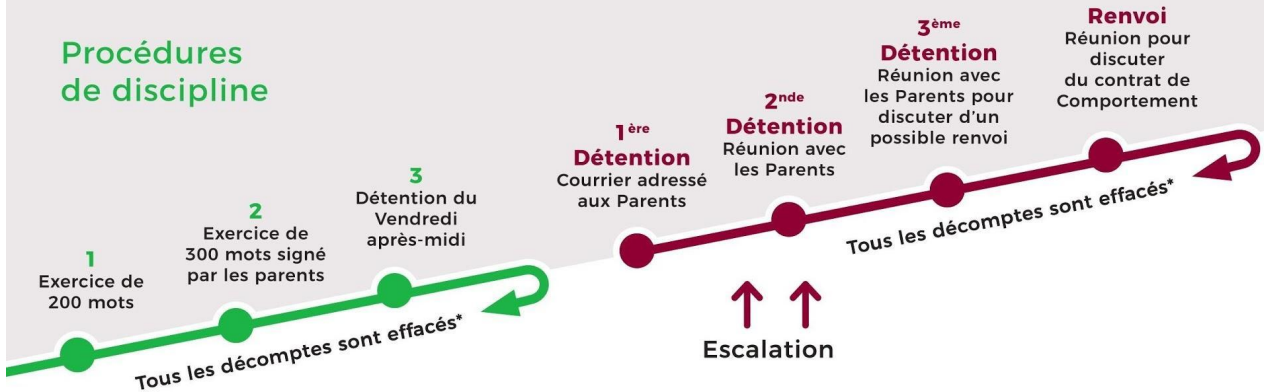 Procédures
de discipline
1
Exercice de
200 mots
2
Exercice de
300 mots signé
par les parents
3
Détention du
Vendredi
après-midi
Tous les décomptes sont effacés*
1ère
Détention
Courrier adressé
aux Parents
2nde
Détention
Réunion avec
les Parents
3ème
Détention
Réunion avec
les Parents pour
discuter d'un
possible renvoi
Renvoi
Réunion pour
discuter
du contrat de
Comportement
Tous les décomptes sont effacés*
Escalation